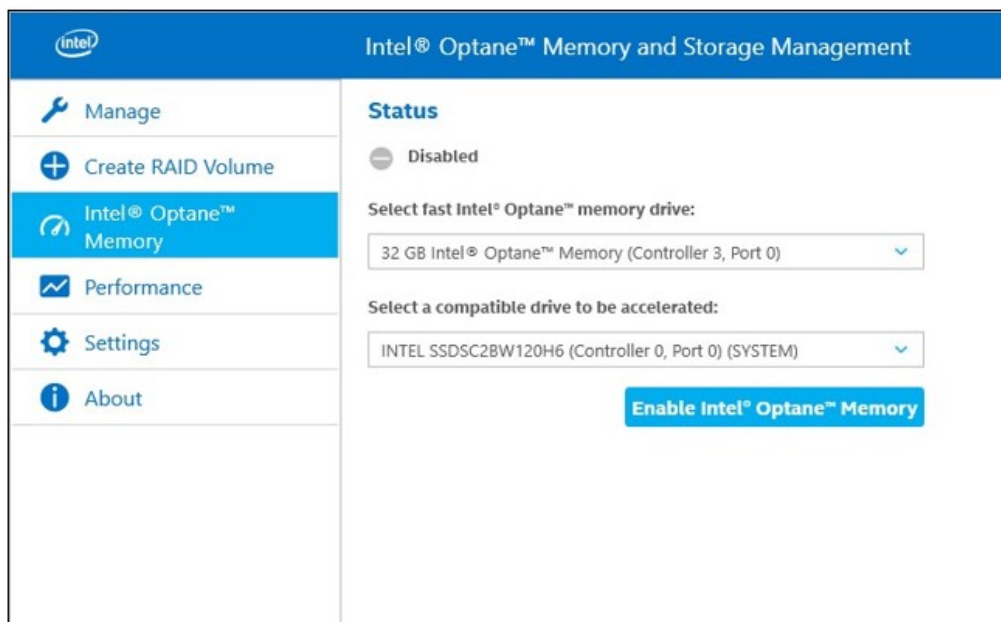 intel
Intel® Optane™ Memory and Storage Management
Manage
Create RAID Volume
Intel® Optane™
Memory
Performance
Settings
About
Status
Disabled
Select fast Intel® Optane™ memory drive:
32 GB Intel® Optane™ Memory (Controller 3, Port 0)
Select a compatible drive to be accelerated:
INTEL SSDSC2BW120H6 (Controller 0, Port 0) (SYSTEM)
Enable Intel® Optane™ Memory